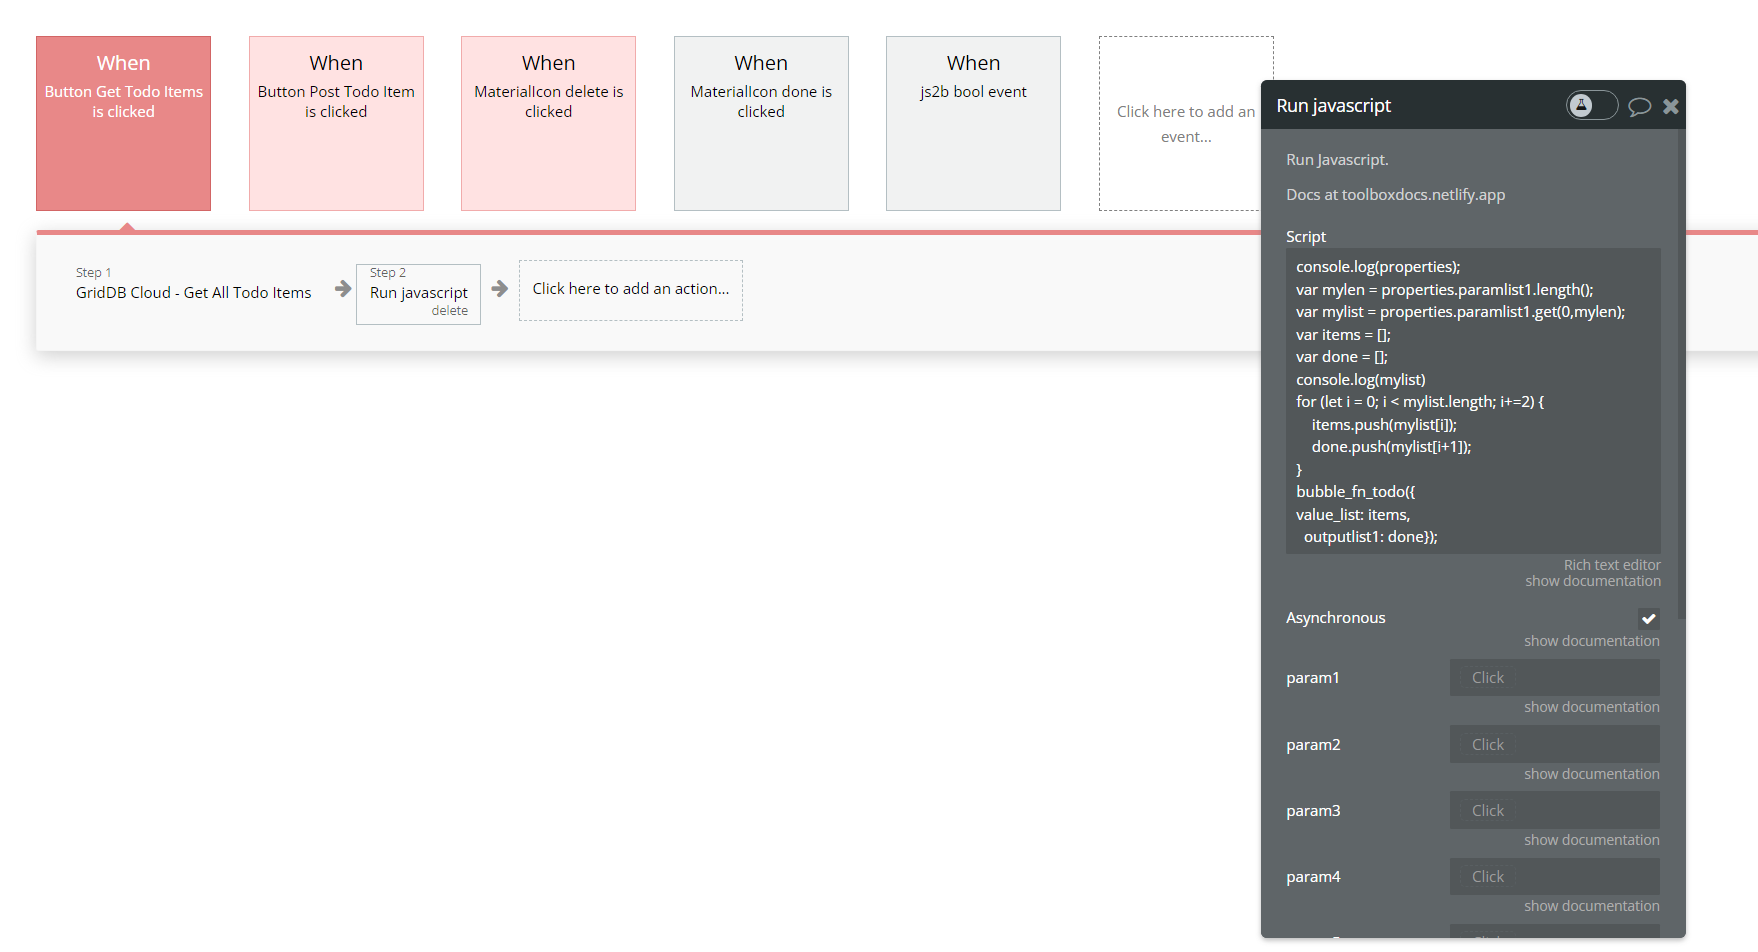 When
Button Get Todo Items
is clicked
When
Button Post Todo Item
is clicked
When
MaterialIcon delete is
clicked
When
MaterialIcon done is
clicked
When
js2b bool event
Click here to add an
event...
Step 1
GridDB Cloud - Get All Todo Items
Step 2
Run javascript
delete
Click here to add an action...
Run javascript
Run Javascript.
Docs at toolboxdocs.netlify.app
Script
console.log(properties);
var mylen = properties.paramlist1.length();
var mylist = properties.paramlist1.get(0,mylen);
var items = [];
var done = [];
console.log(mylist)
for (let i = 0; i < mylist.length; i+=2) {
    items.push(mylist[i]);
    done.push(mylist[i+1]);
}
bubble_fn_todo({
value_list: items,
  outputlist1: done});
Rich text editor
show documentation
Asynchronous
show documentation
param1 Click
show documentation
param2 Click
show documentation
param3 Click
show documentation
param4 Click
show documentation